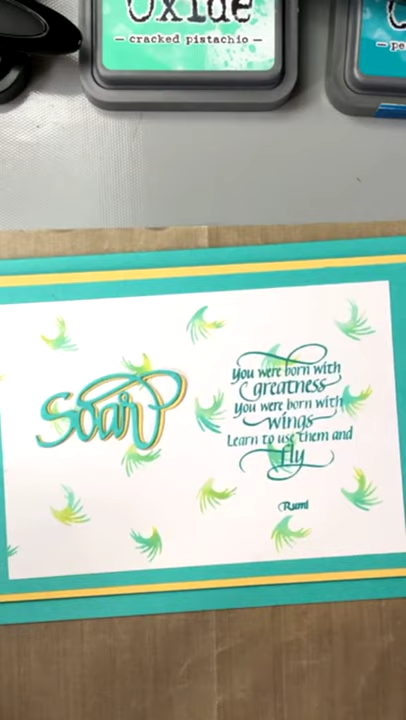 Oxide
— cracked pistachio —
— pe
soar
You were born with
greatness
You were born with
wings
Learn to use them and
fly
Rumi